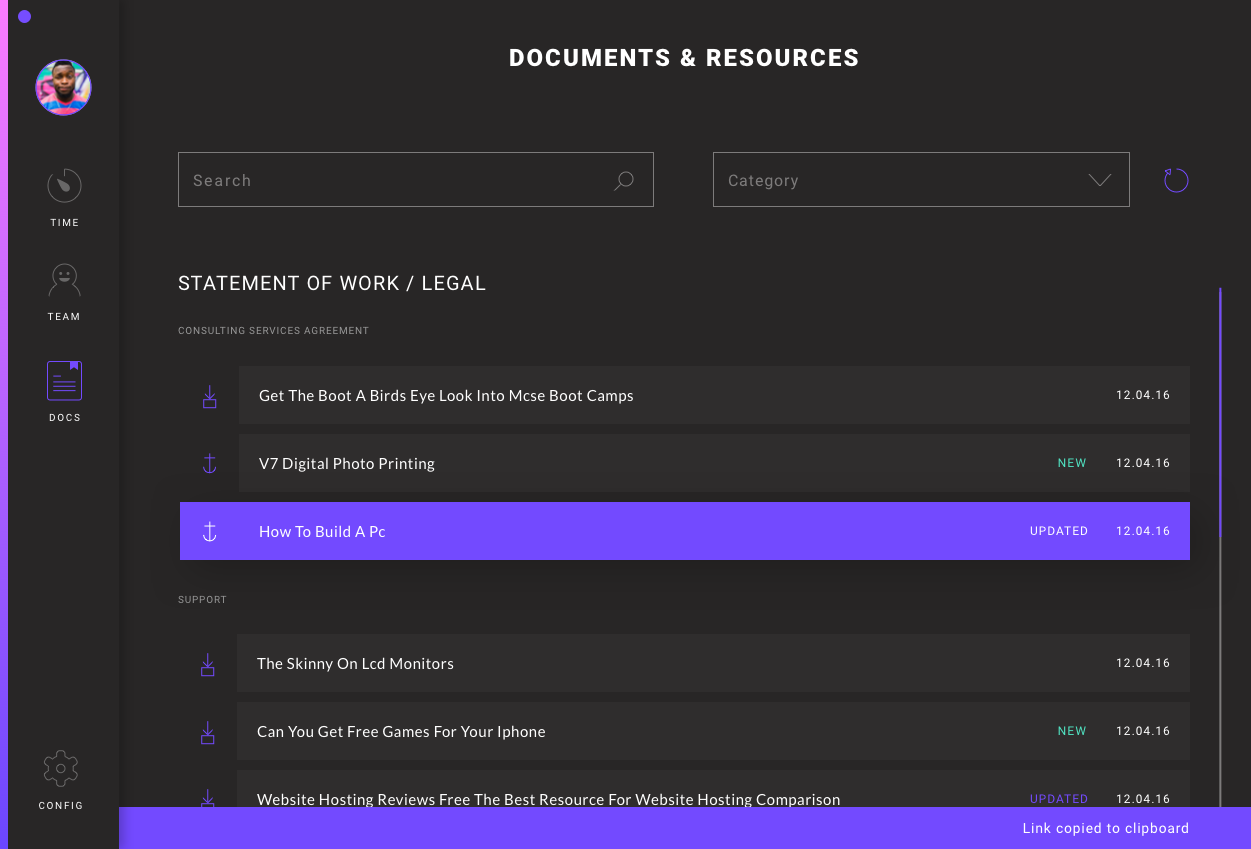 DOCUMENTS & RESOURCES
Search
Category
TIME
TEAM
DOCS
CONFIG
STATEMENT OF WORK / LEGAL
CONSULTING SERVICES AGREEMENT
Get The Boot A Birds Eye Look Into Mcse Boot Camps 12.04.16
V7 Digital Photo Printing NEW 12.04.16
How To Build A Pc UPDATED 12.04.16
SUPPORT
The Skinny On Lcd Monitors 12.04.16
Can You Get Free Games For Your Iphone NEW 12.04.16
Website Hosting Reviews Free The Best Resource For Website Hosting Comparison UPDATED 12.04.16
Link copied to clipboard